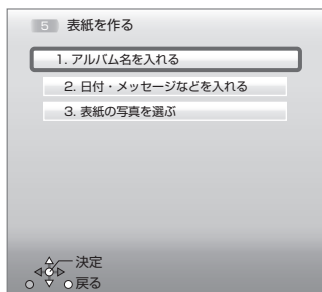 5 表紙を作る
1. アルバム名を入れる
2. 日付・メッセージなどを入れる
3. 表紙の写真を選ぶ
決定
戻る